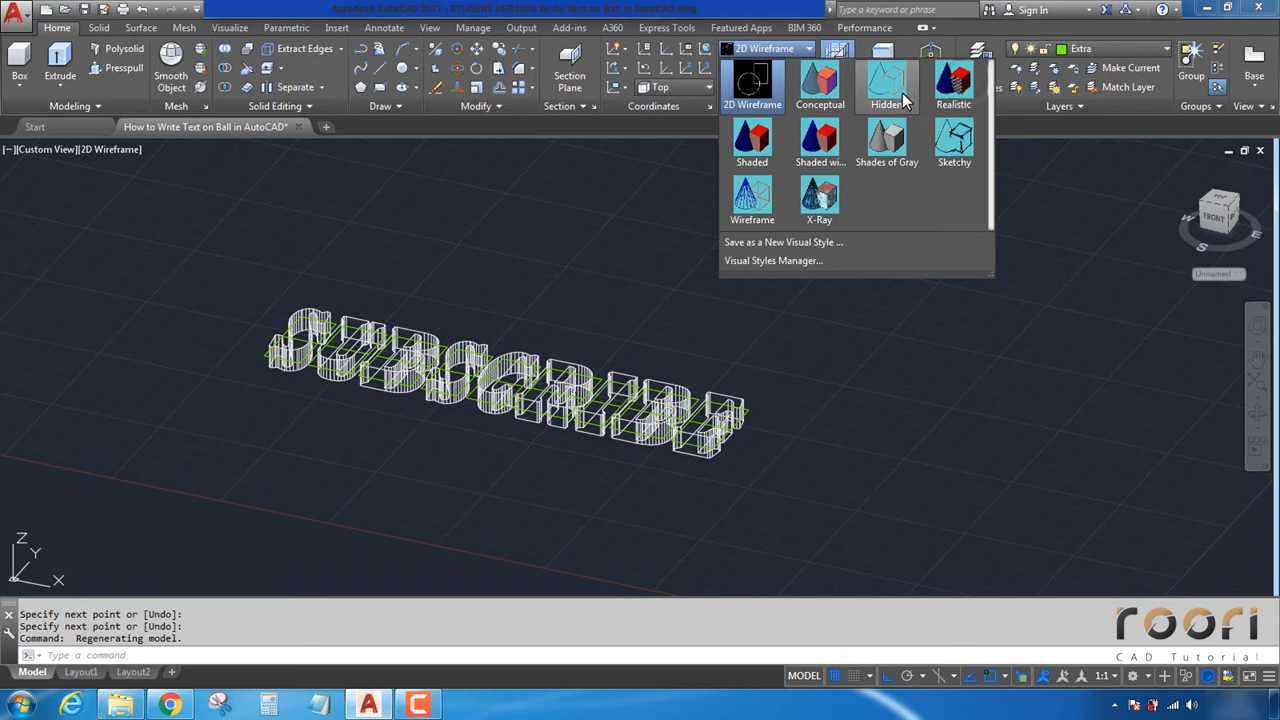 Autodesk AutoCAD 2017 - STUDENT VERSION Write Text on Ball in AutoCAD.dwg
Type a keyword or phrase
Sign In
Home Solid Surface Mesh Visualize Parametric Insert Annotate View Manage Output Add-ins Express Tools Featured Apps BIM 360 Performance
Polysolid
Presspull
Box
Extrude
Smooth
Object
Extract Edges
Separate
Section
Plane
Top
2D Wireframe
Extra
Make Current
Match Layer
Group
Base
Modeling
Solid Editing
Draw
Modify
Section
Coordinates
Layers
Groups
View
2D Wireframe
Conceptual
Hidden
Realistic
Shaded
Shaded wi...
Shades of Gray
Sketchy
Wireframe
X-Ray
Save as a New Visual Style ...
Visual Styles Manager...
Start
How to Write Text on Ball in AutoCAD*
[−][Custom View][2D Wireframe]
FRONT
W
S
E
Unnamed
SUBSCRIBE
Z
Y
X
Specify next point or [Undo]:
Specify next point or [Undo]:
Command: Regenerating model.
Type a command
roofi
CAD Tutorial
Model Layout1 Layout2
MODEL
1:1